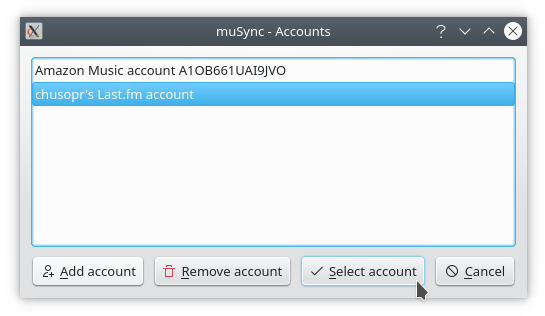 muSync - Accounts
Amazon Music account A1OB661UAI9JVO
chusopr's Last.fm account
Add account
Remove account
Select account
Cancel